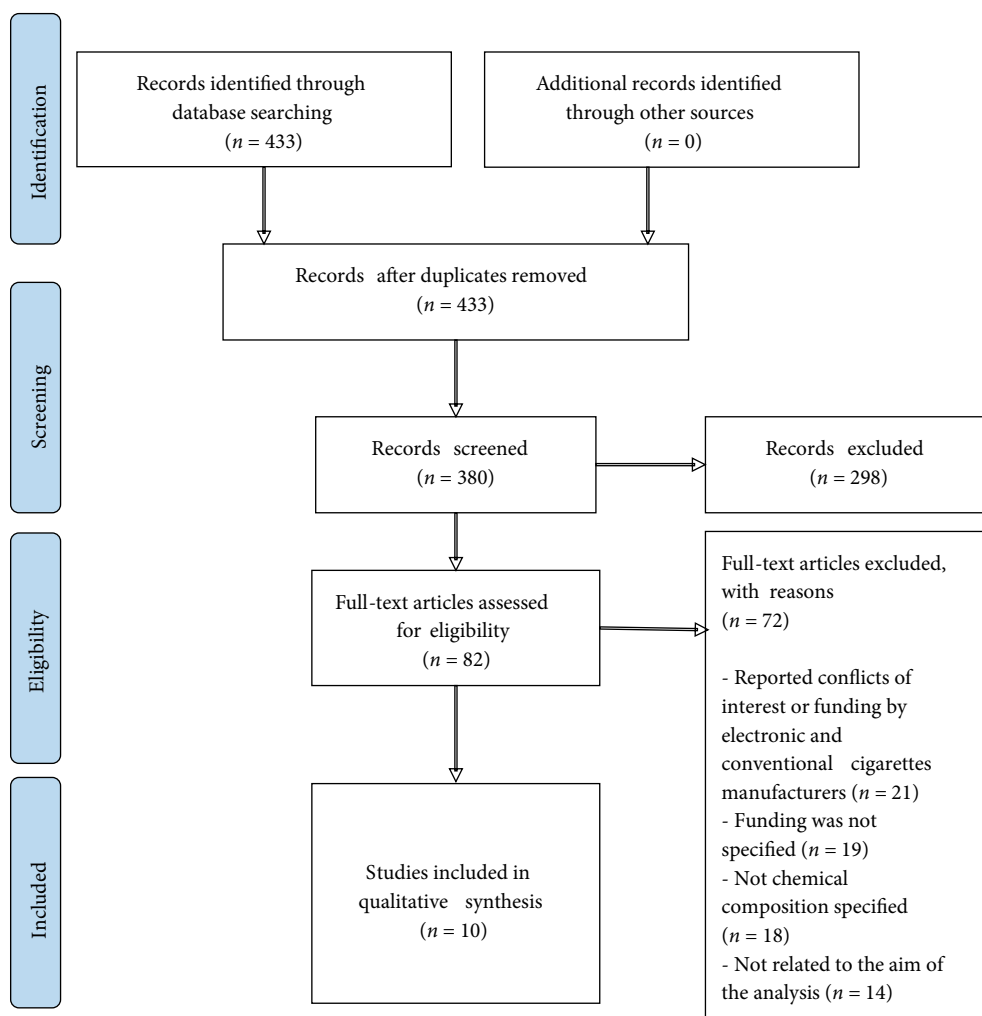 Identification
Records identified through
database searching
(n = 433)
Additional records identified
through other sources
(n = 0)
Records after duplicates removed
(n = 433)
Screening
Records screened
(n = 380)
Records excluded
(n = 298)
Eligibility
Full-text articles assessed
for eligibility
(n = 82)
Full-text articles excluded,
with reasons
(n = 72)
- Reported conflicts of
interest or funding by
electronic and
conventional cigarettes
manufacturers (n = 21)
- Funding was not
specified (n = 19)
- Not chemical
composition specified
(n = 18)
- Not related to the aim of
the analysis (n = 14)
Included
Studies included in
qualitative synthesis
(n = 10)